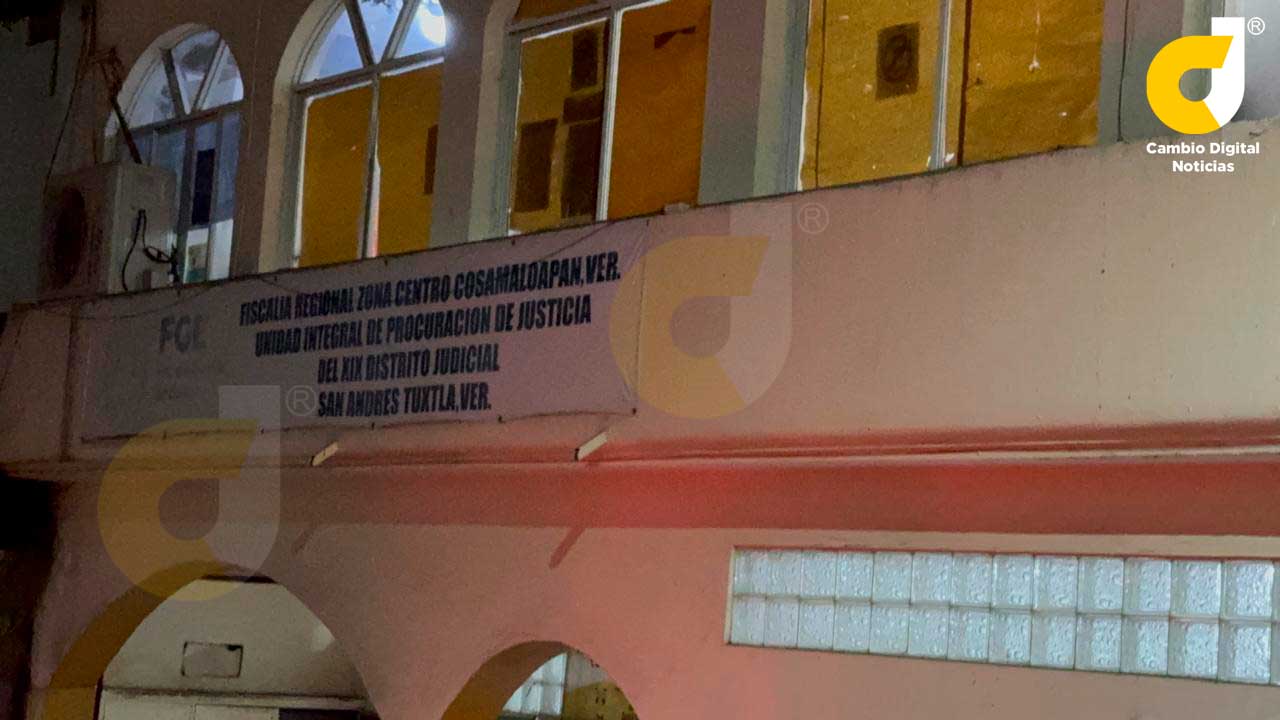 Cambio Digital
Noticias
FGE
FISCALIA REGIONAL ZONA CENTRO COSAMALOAPAN,VER.
UNIDAD INTEGRAL DE PROCURACION DE JUSTICIA
DEL XIX DISTRITO JUDICIAL
SAN ANDRES TUXTLA,VER.